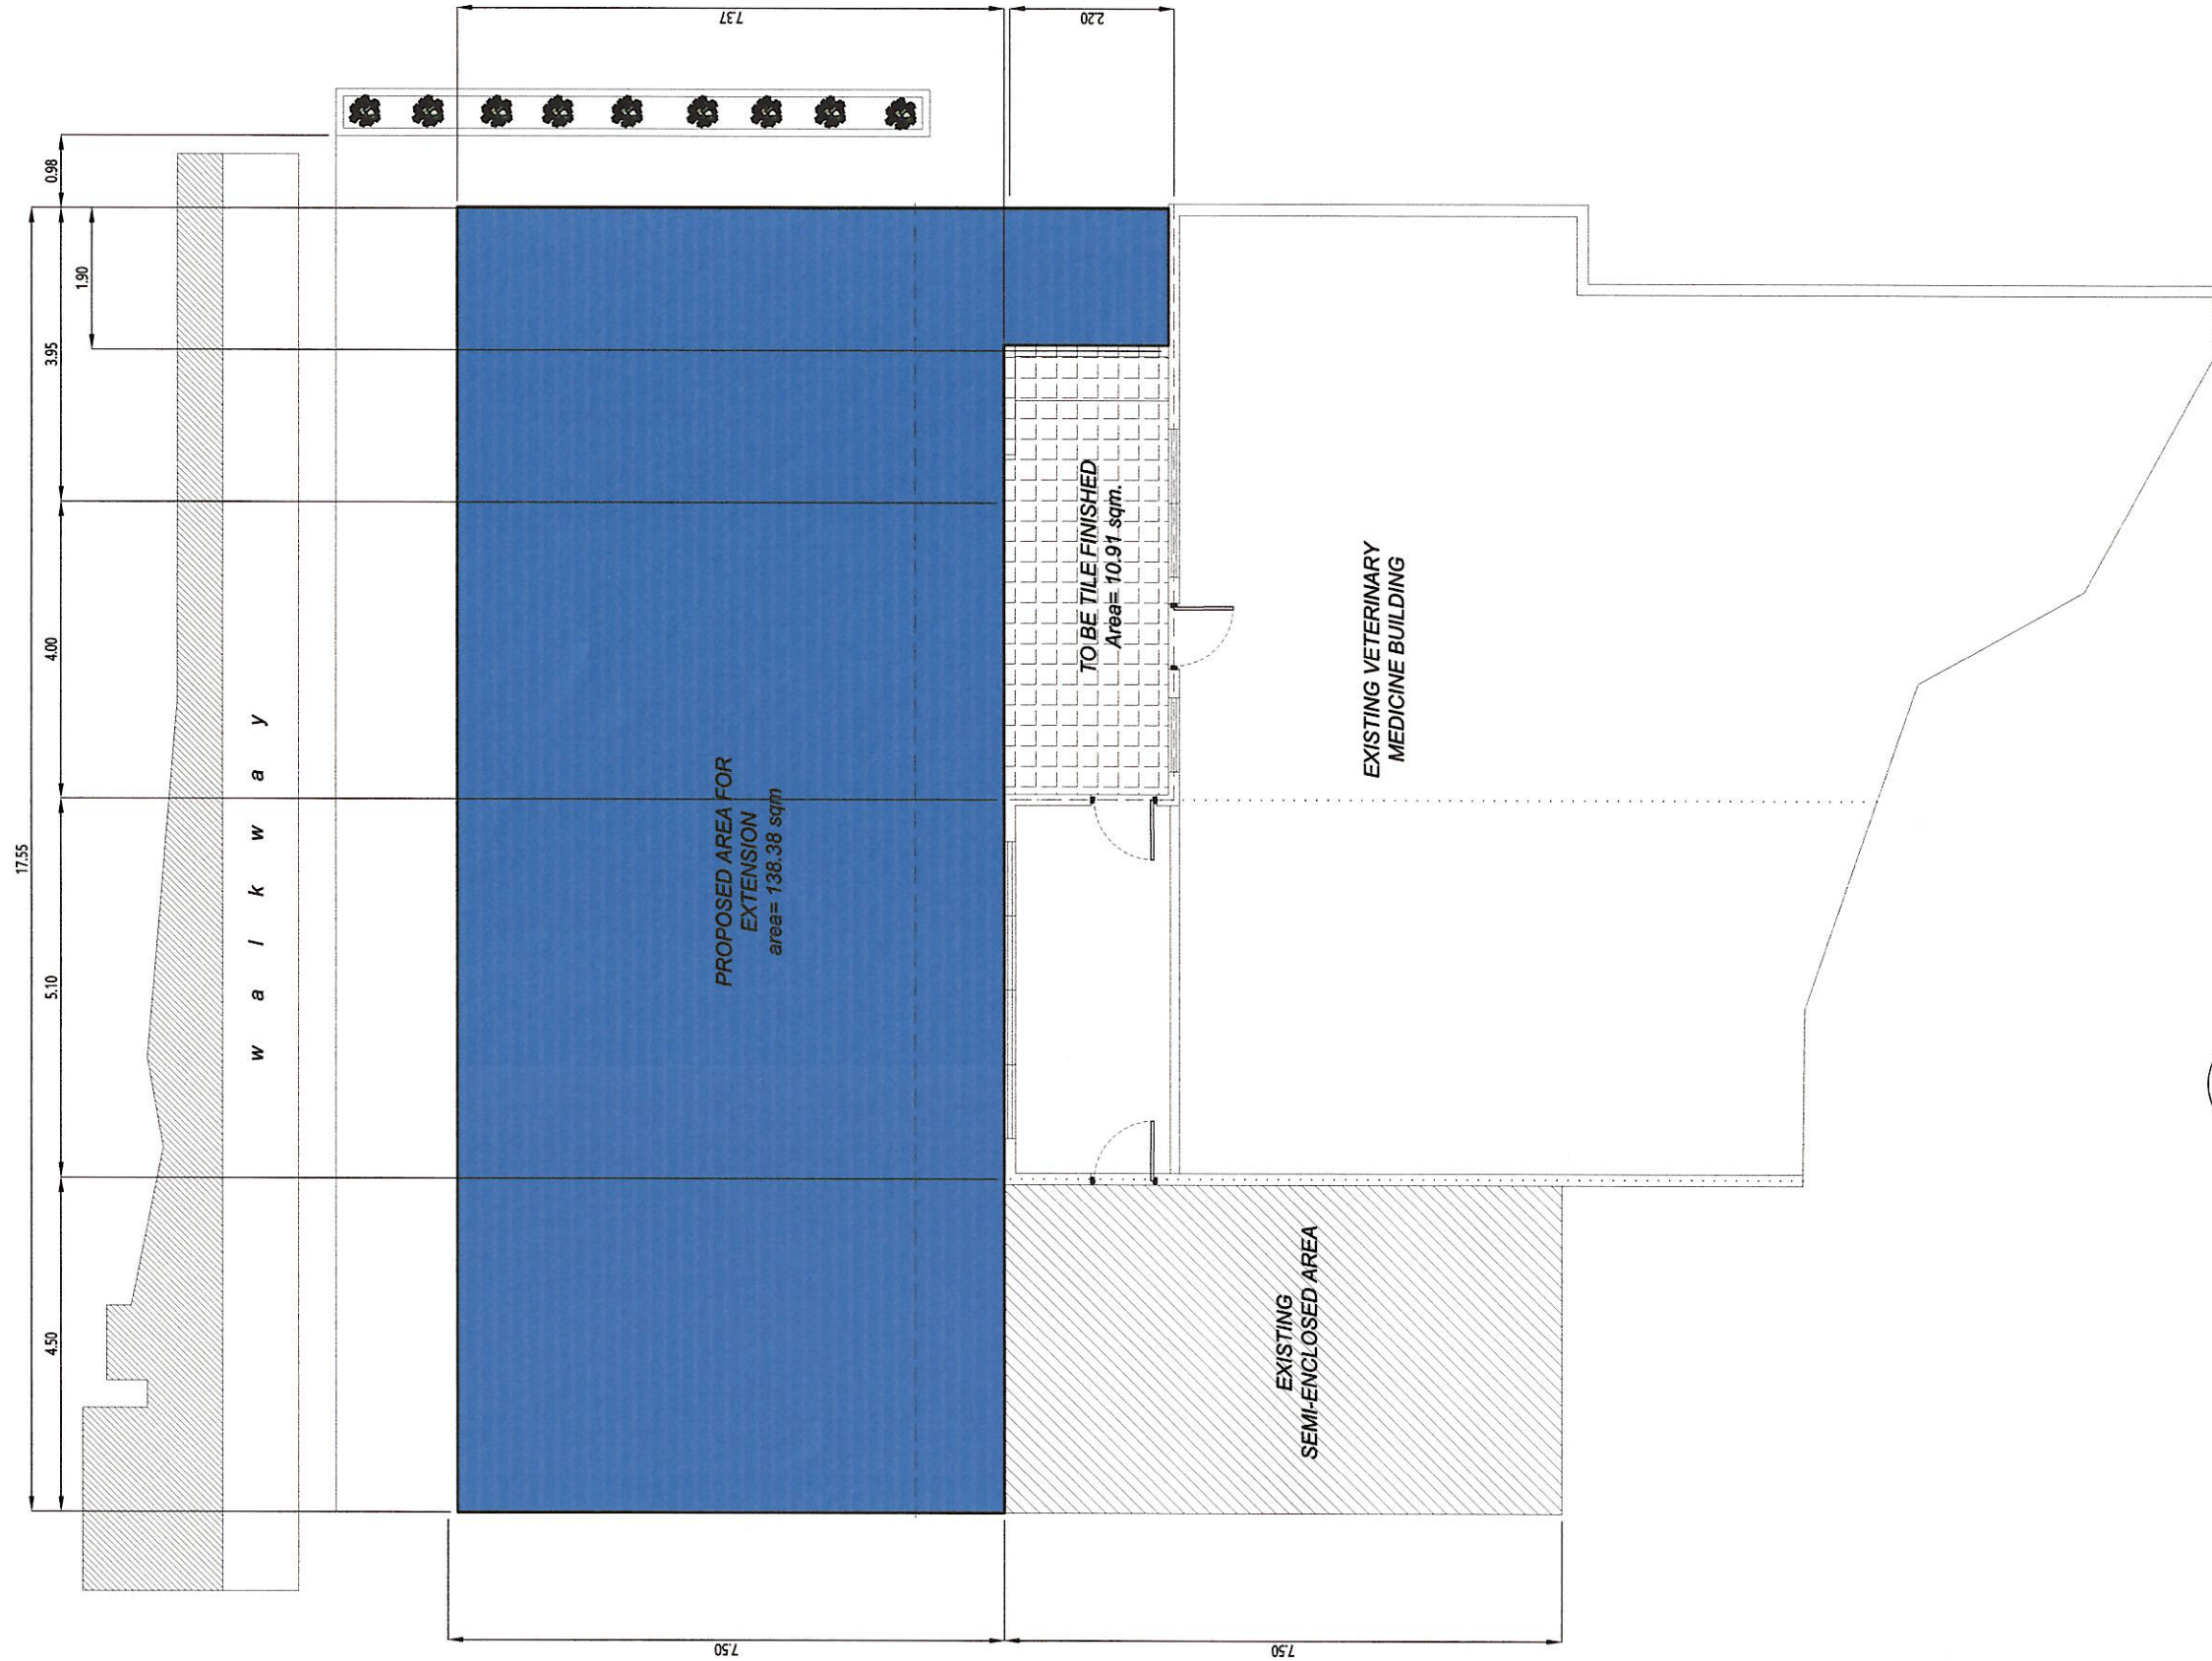 17.55
0.98
3.95
4.00
5.10
4.50
1.90
7.37
2.20
w a l k w a y
PROPOSED AREA FOR
EXTENSION
area= 138.38 sqm
TO BE TILE FINISHED
Area= 10.91 sqm.
EXISTING VETERINARY
MEDICINE BUILDING
EXISTING
SEMI-ENCLOSED AREA
7.50
7.50